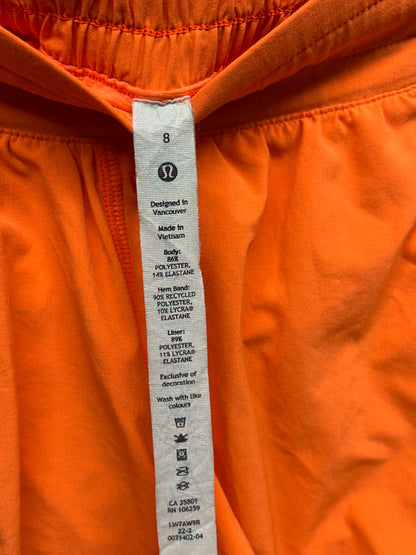 8
Designed in
Vancouver
Made in
Vietnam
Body:
86%
POLYESTER,
14% ELASTANE
Hem Band:
90% RECYCLED
POLYESTER,
10% LYCRA®
ELASTANE
Liner:
89%
POLYESTER,
11% LYCRA®
ELASTANE
Exclusive of
decoration
Wash with like
colours
CA 35801
RN 106259
LW7AW9R
22-2
0071402-04